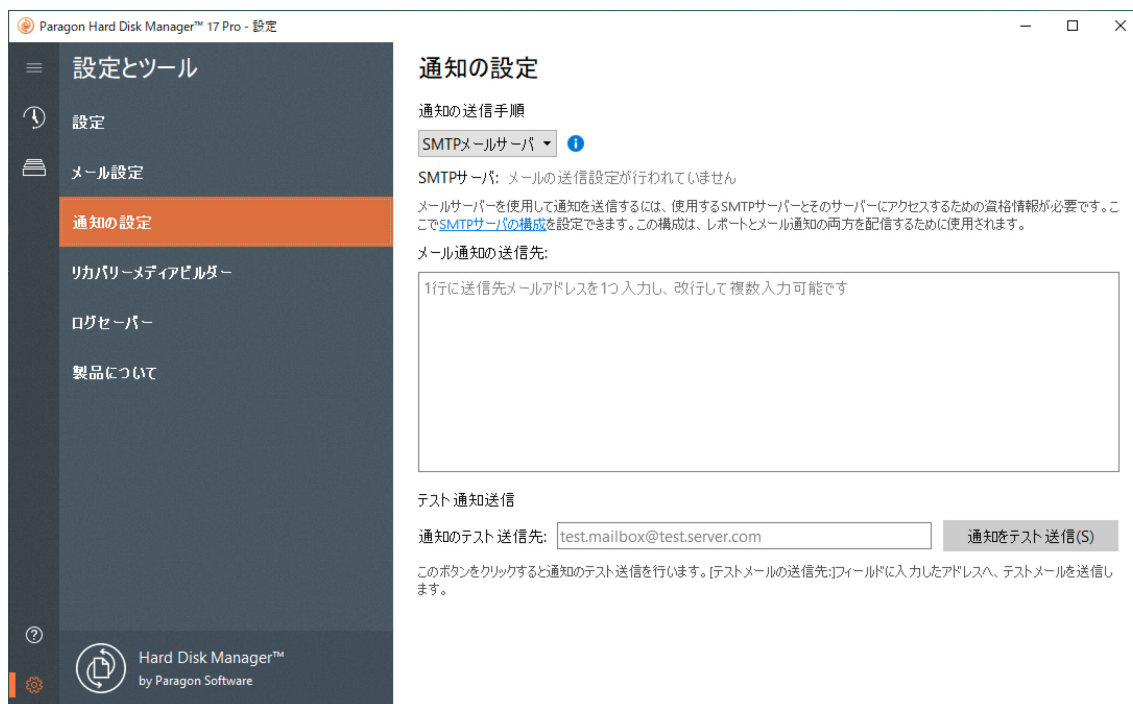 Paragon Hard Disk Manager™ 17 Pro - 設定
設定とツール
設定
メール設定
通知の設定
リカバリーメディアビルダー
ログセーバー
製品について
Hard Disk Manager™
by Paragon Software
通知の設定
通知の送信手順
SMTPメールサーバ
SMTPサーバ: メールの送信設定が行われていません
メールサーバーを使用して通知を送信するには、使用するSMTPサーバーとそのサーバーにアクセスするための資格情報が必要です。こ
こでSMTPサーバの構成を設定できます。この構成は、レポートとメール通知の両方を配信するために使用されます。
メール通知の送信先:
1行に送信先メールアドレスを1つ入力し、改行して複数入力可能です
テスト通知送信
通知のテスト送信先: test.mailbox@test.server.com 通知をテスト送信(S)
このボタンをクリックすると通知のテスト送信を行います。[テストメールの送信先:]フィールドに入力したアドレスへ、テストメールを送信し
ます。